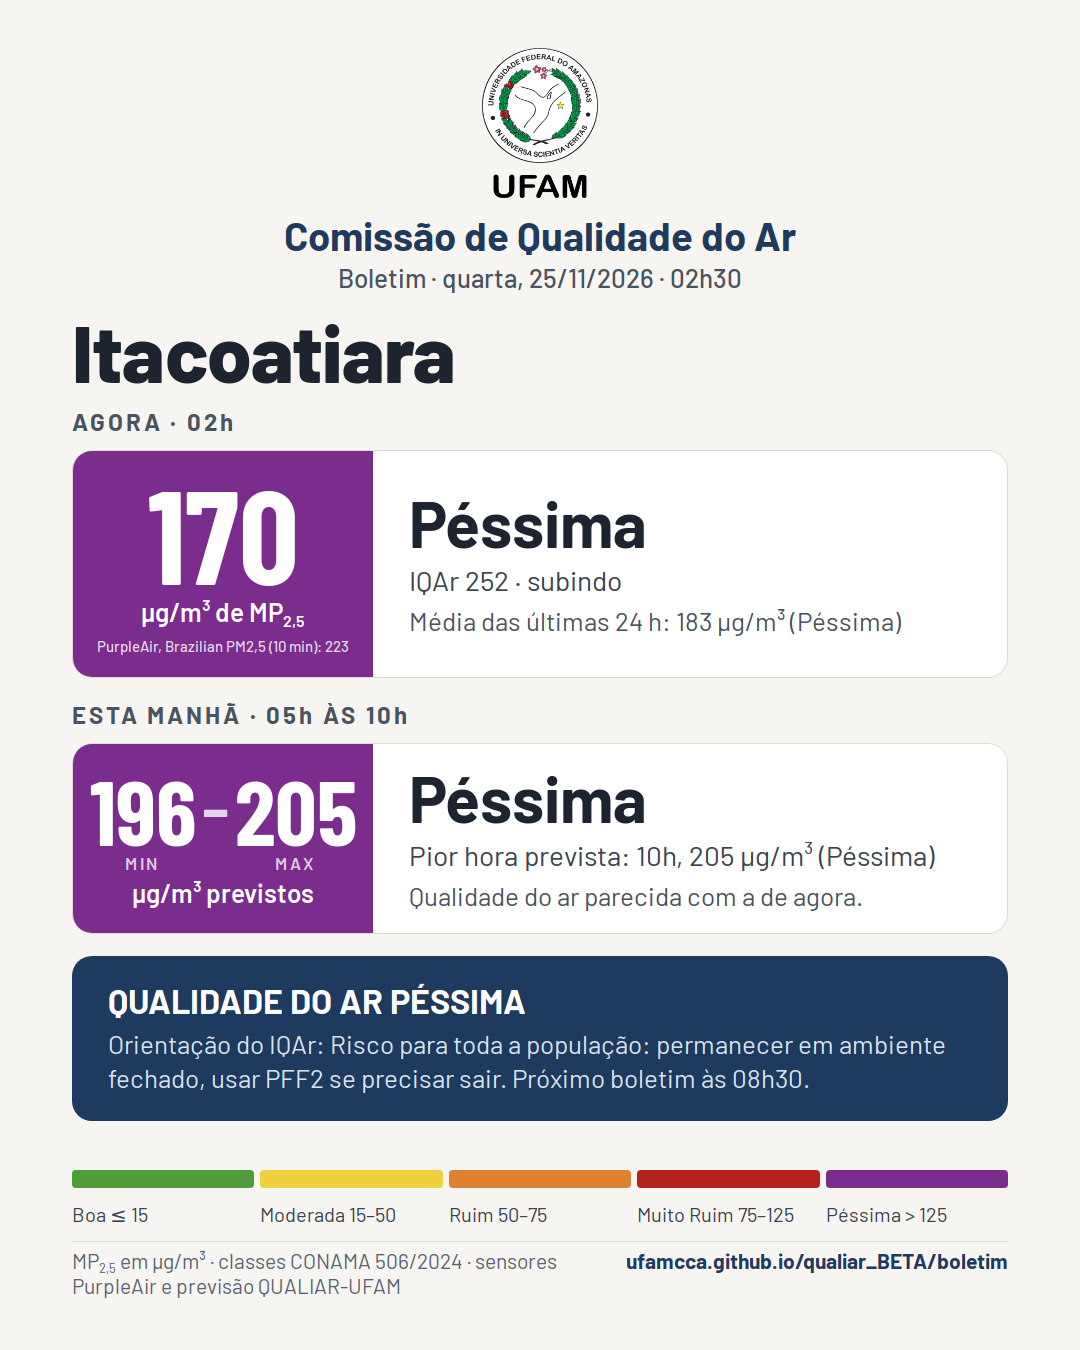 UNIVERSIDADE FEDERAL DO AMAZONAS
IN UNIVERSA SCIENTIA VERITAS
UFAM
Comissão de Qualidade do Ar
Boletim · quarta, 25/11/2026 · 02h30
Itacoatiara
AGORA · 02h
170
µg/m³ de MP2,5
PurpleAir, Brazilian PM2,5 (10 min): 223
Péssima
IQAr 252 · subindo
Média das últimas 24 h: 183 µg/m³ (Péssima)
ESTA MANHÃ · 05h ÀS 10h
196 - 205
MIN MAX
µg/m³ previstos
Péssima
Pior hora prevista: 10h, 205 µg/m³ (Péssima)
Qualidade do ar parecida com a de agora.
QUALIDADE DO AR PÉSSIMA
Orientação do IQAr: Risco para toda a população: permanecer em ambiente
fechado, usar PFF2 se precisar sair. Próximo boletim às 08h30.
Boa ≤ 15 Moderada 15–50 Ruim 50–75 Muito Ruim 75–125 Péssima > 125
MP2,5 em µg/m³ · classes CONAMA 506/2024 · sensores
PurpleAir e previsão QUALIAR-UFAM
ufamcca.github.io/qualiar_BETA/boletim